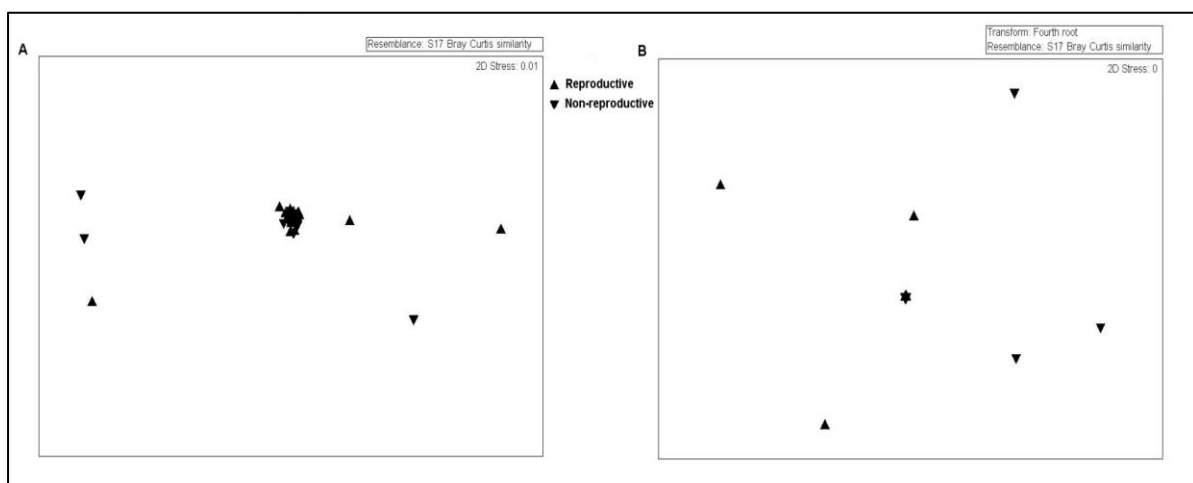 A
Resemblance: S17 Bray Curtis similarity
2D Stress: 0.01
Reproductive
Non-reproductive
B
Transform: Fourth root
Resemblance: S17 Bray Curtis similarity
2D Stress: 0